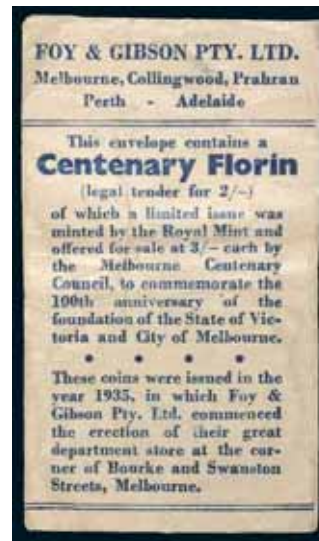 FOY & GIBSON PTY. LTD.
Melbourne, Collingwood, Prahran
Perth - Adelaide
This envelope contains a
Centenary Florin
(legal tender for 2/-)
of which a limited issue was
minted by the Royal Mint and
offered for sale at 3/- each by
the Melbourne Centenary
Council, to commemorate the
100th anniversary of the
foundation of the State of Vic-
toria and City of Melbourne.
• • • •
These coins were issued in the
year 1935, in which Foy &
Gibson Pty. Ltd. commenced
the erection of their great
department store at the cor-
ner of Bourke and Swanston
Streets, Melbourne.